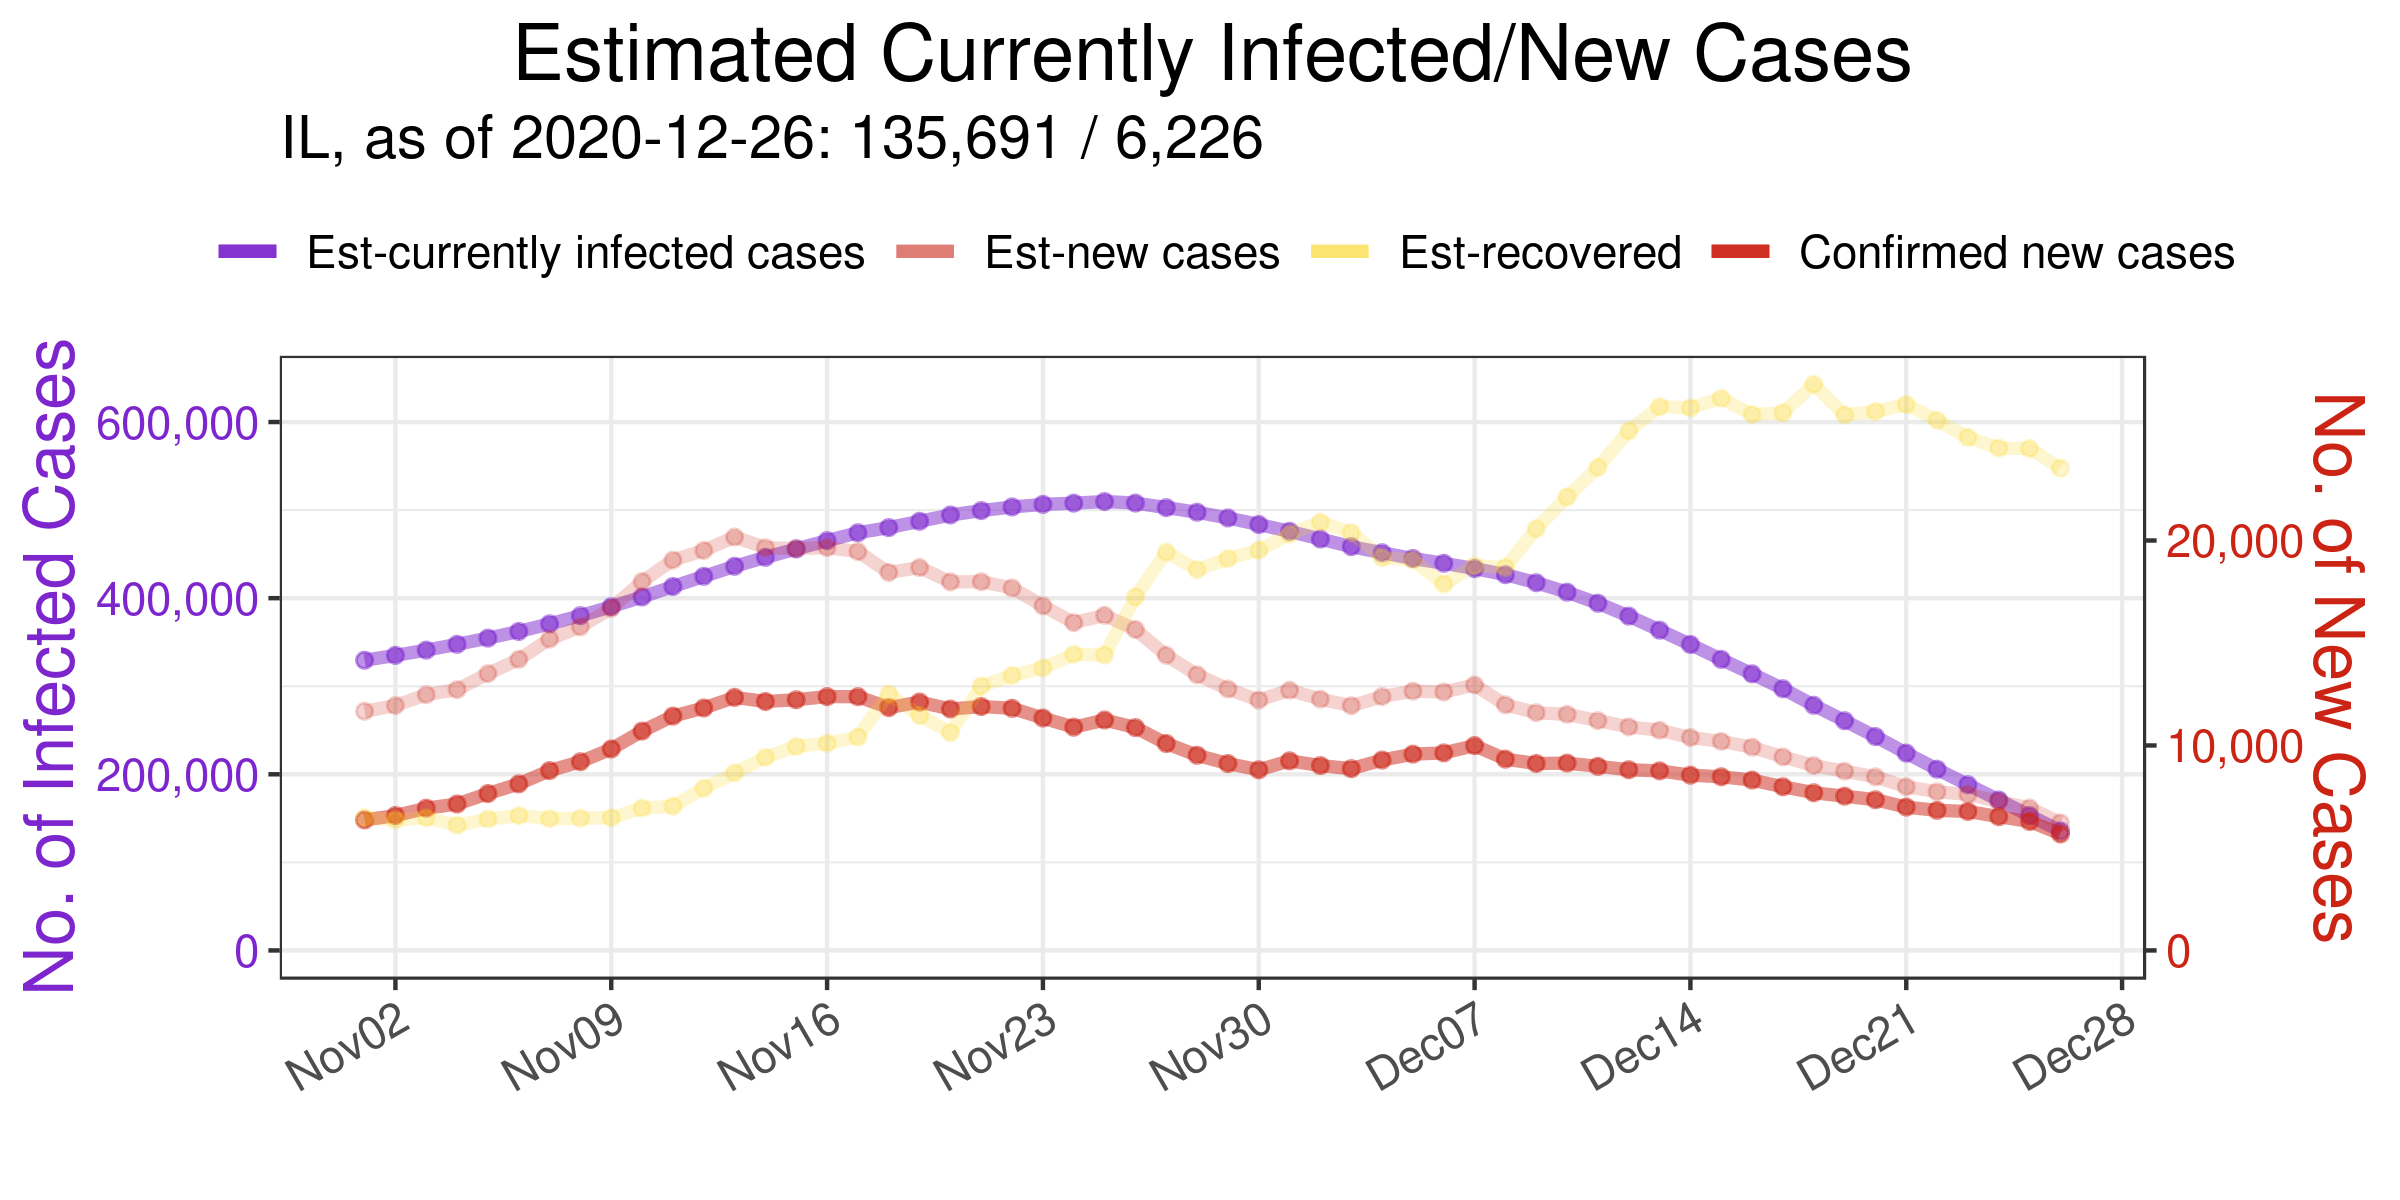 Estimated Currently Infected/New Cases
IL, as of 2020-12-26: 135,691 / 6,226
Est-currently infected cases Est-new cases Est-recovered Confirmed new cases
No. of Infected Cases
600,000
400,000
200,000
0
20,000
10,000
0
No. of New Cases
Nov02 Nov09 Nov16 Nov23 Nov30 Dec07 Dec14 Dec21 Dec28